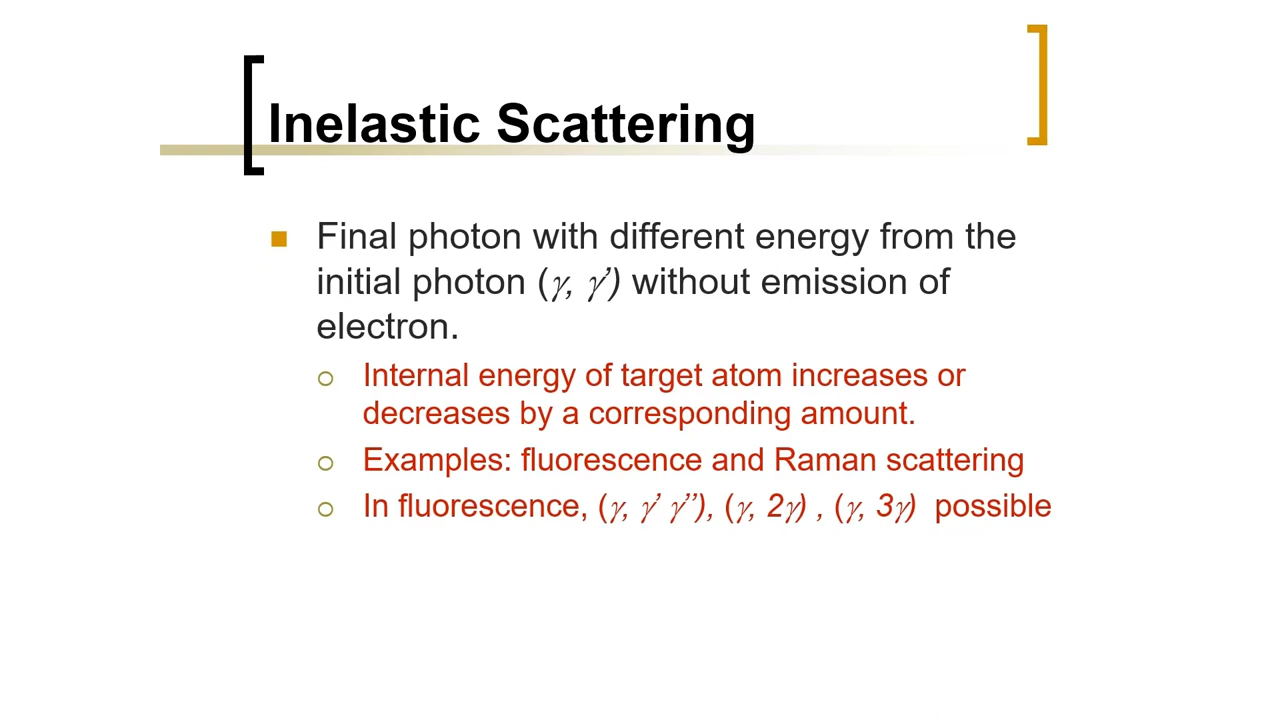 Inelastic Scattering
Final photon with different energy from the
initial photon (γ, γ’) without emission of
electron.
Internal energy of target atom increases or
decreases by a corresponding amount.
Examples: fluorescence and Raman scattering
In fluorescence, (γ, γ’ γ’’), (γ, 2γ) , (γ, 3γ) possible